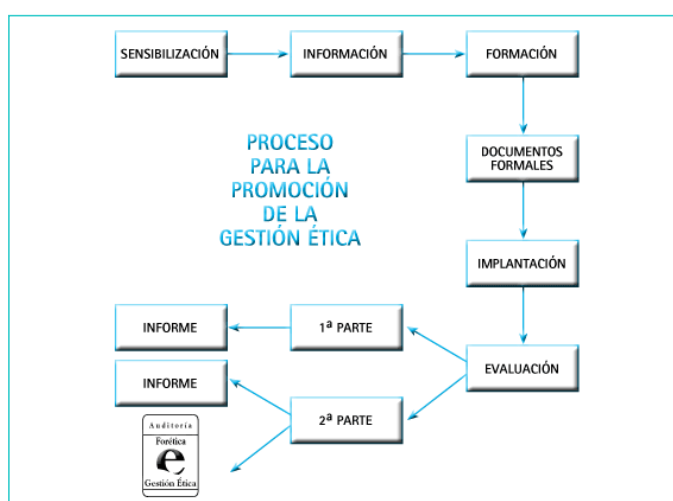 SENSIBILIZACIÓN
INFORMACIÓN
FORMACIÓN
PROCESO
PARA LA
PROMOCIÓN
DE LA
GESTIÓN ÉTICA
DOCUMENTOS
FORMALES
IMPLANTACIÓN
INFORME
1ª PARTE
EVALUACIÓN
INFORME
2ª PARTE
Auditoría
Forética
e
Gestión Ética